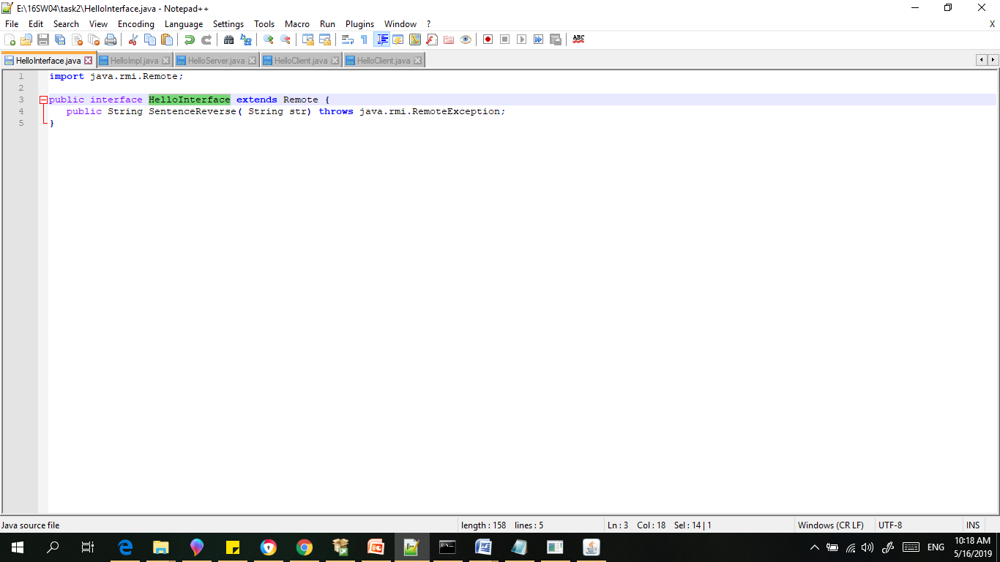 E:\16SW04\task2\HelloInterface.java - Notepad++
File Edit Search View Encoding Language Settings Tools Macro Run Plugins Window ? X
ABC
HelloInterface.java HelloImpl.java HelloServer.java HelloClient.java HelloClient.java
1 import java.rmi.Remote;
2
3 public interface HelloInterface extends Remote {
4 public String SentenceReverse( String str) throws java.rmi.RemoteException;
5 }
Java source file length : 158 lines : 5 Ln : 3 Col : 18 Sel : 14 | 1 Windows (CR LF) UTF-8 INS
ENG
10:18 AM
5/16/2019